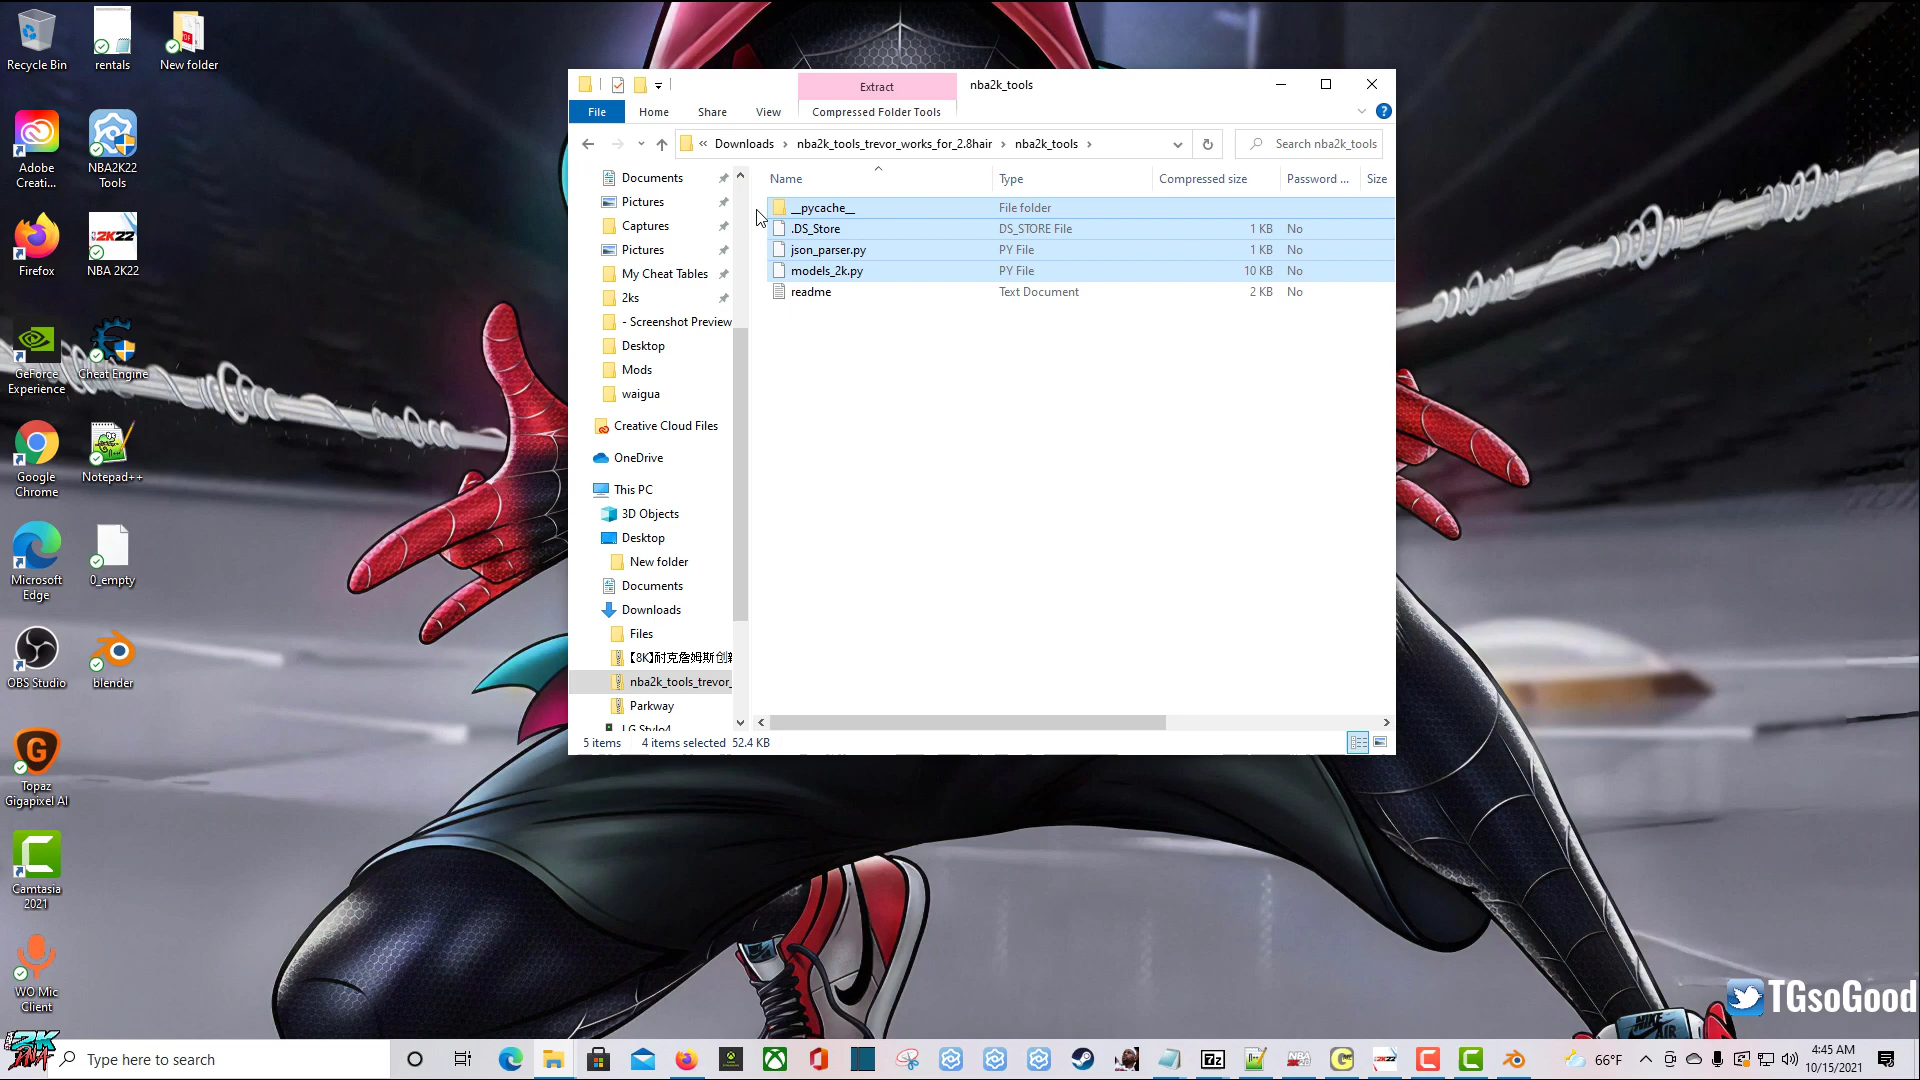 Recycle Bin
rentals
New folder
Adobe
Creati...
NBA2K22
Tools
Firefox
2K22
NBA 2K22
GeForce
Experience
Cheat Engine
Google
Chrome
Notepad++
Microsoft
Edge
0_empty
OBS Studio
blender
Topaz
Gigapixel AI
Camtasia
2021
WO Mic
Client
Extract
nba2k_tools
File
Home
Share
View
Compressed Folder Tools
« Downloads › nba2k_tools_trevor_works_for_2.8hair › nba2k_tools ›
Search nba2k_tools
Documents
Pictures
Captures
Pictures
My Cheat Tables
2ks
- Screenshot Preview
Desktop
Mods
waigua
Creative Cloud Files
OneDrive
This PC
3D Objects
Desktop
New folder
Documents
Downloads
Files
【8K】耐克詹姆斯创
nba2k_tools_trevor_
Parkway
LG Stylo4
Name Type Compressed size Password ... Size
__pycache__ File folder
.DS_Store DS_STORE File 1 KB No
json_parser.py PY File 1 KB No
models_2k.py PY File 10 KB No
readme Text Document 2 KB No
5 items 4 items selected 52.4 KB
NIKE
AIR
TGsoGood
2K
Type here to search
66°F
4:45 AM
10/15/2021